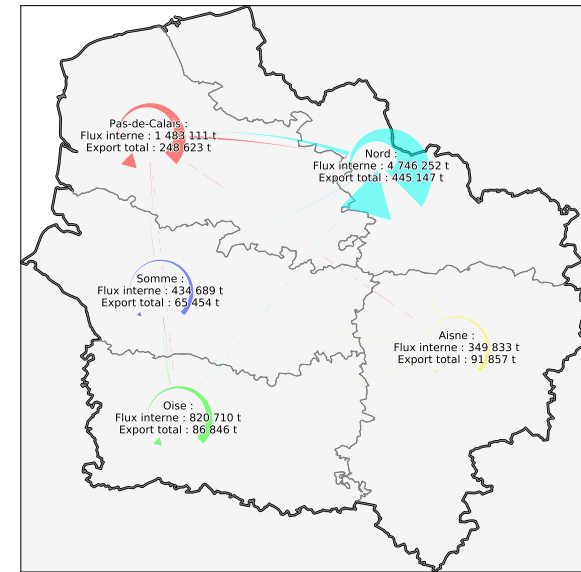 Pas-de-Calais :
Flux interne : 1 483 111 t
Export total : 248 623 t
Nord :
Flux interne : 4 746 252 t
Export total : 445 147 t
Somme :
Flux interne : 434 689 t
Export total : 65 454 t
Aisne :
Flux interne : 349 833 t
Export total : 91 857 t
Oise :
Flux interne : 820 710 t
Export total : 86 846 t